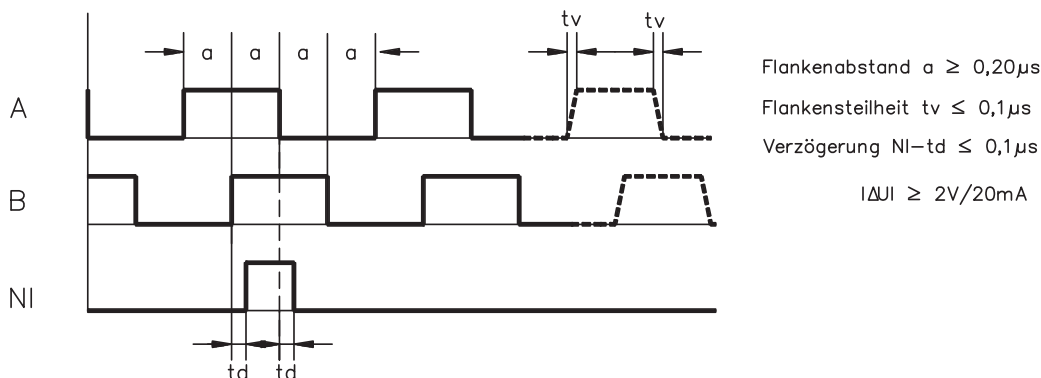 tv tv
a a a a
Flankenabstand a ≥ 0,20µs
A
Flankensteilheit tv ≤ 0,1µs
Verzögerung NI-td ≤ 0,1µs
B
IΔUI ≥ 2V/20mA
NI
td td